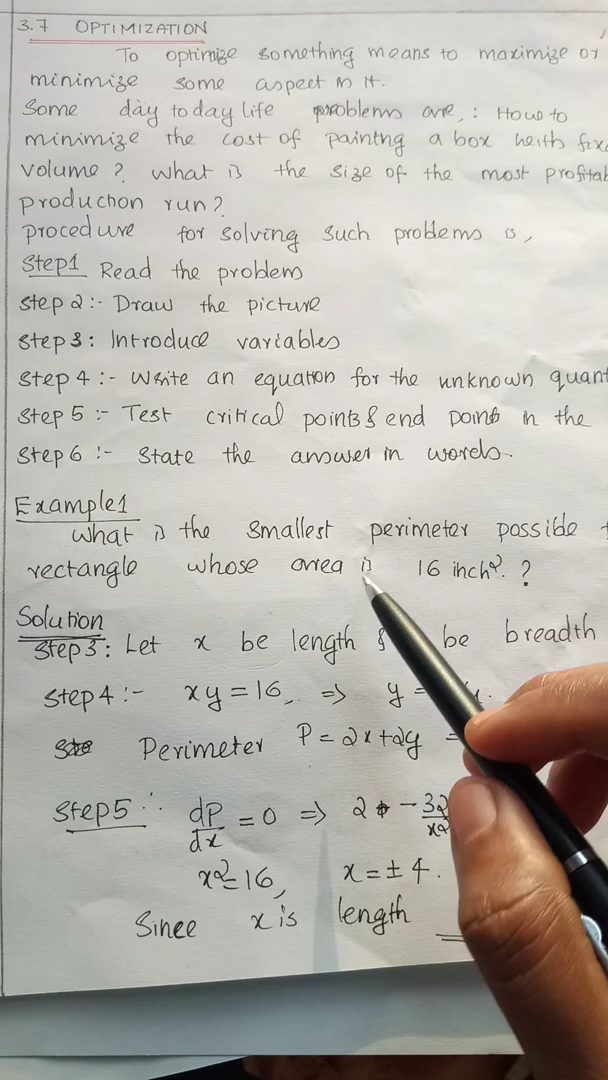 3.7 OPTIMIZATION
To optimize something means to maximize or
minimize some aspect of it.
Some day today life problems are,: How to
minimize the cost of painting a box with fix
volume? What is the size of the most profitab
production run?
procedure for solving such problems is,
Step1 Read the problem
Step 2:- Draw the picture
Step 3: Introduce variables
Step 4:- Write an equation for the unknown quant
Step 5:- Test critical points & end points in the
Step 6:- State the answer in words.
Example1
What is the smallest perimeter possible
rectangle whose area is 16 inch². ?
Solution
Step3: Let x be length & be breadth
Step4:- xy=16, => y =
Perimeter P=2x+2y =
Step5 ∴ dP/dx = 0 => 2 - 32/x2
x²=16, x=±4.
Since x is length